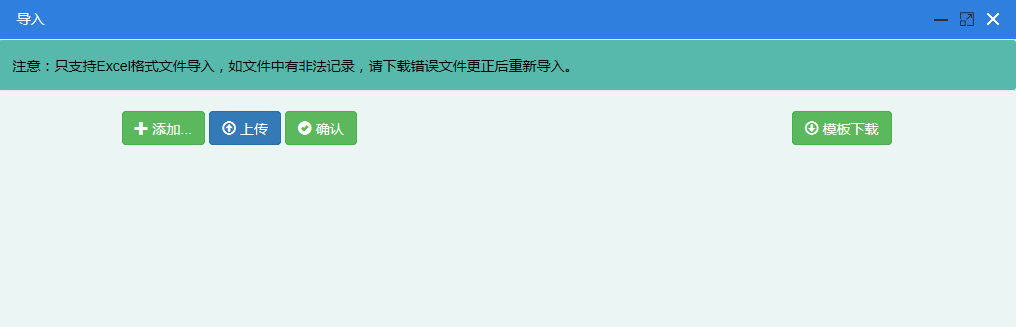 导入
注意：只支持Excel格式文件导入，如文件中有非法记录，请下载错误文件更正后重新导入。
添加... 上传 确认 模板下载